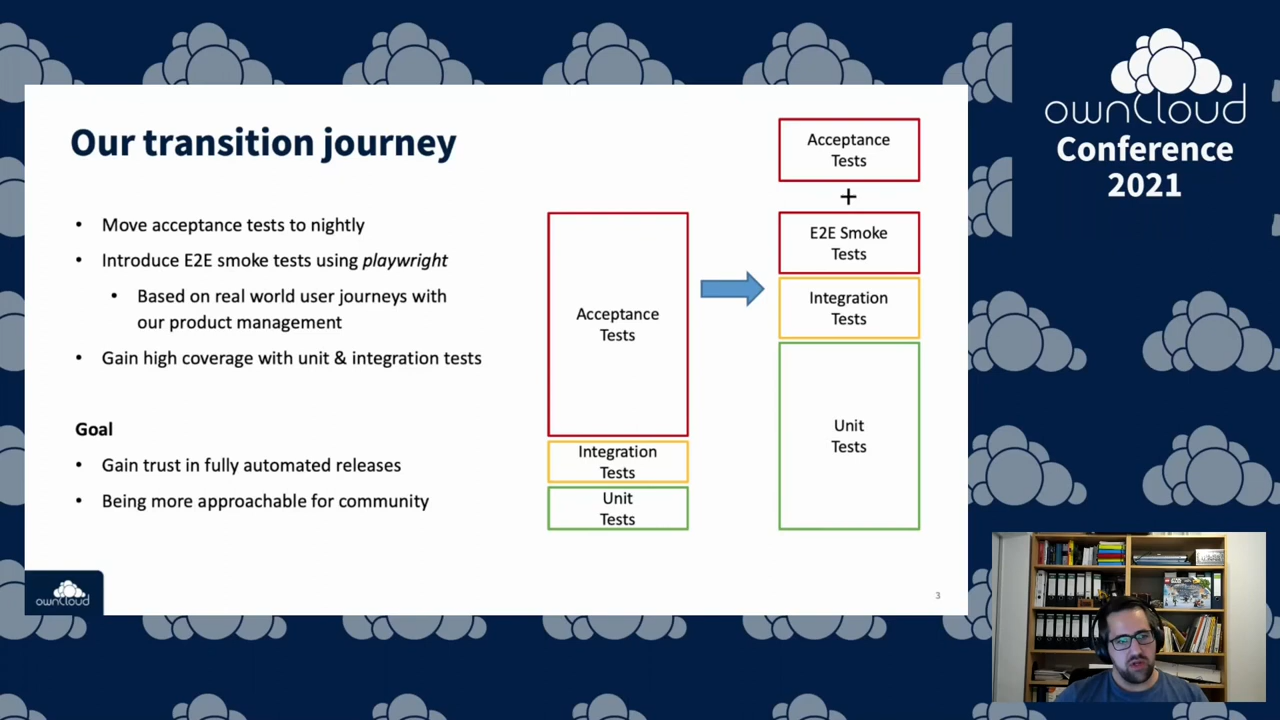 Our transition journey
• Move acceptance tests to nightly
• Introduce E2E smoke tests using playwright
• Based on real world user journeys with
our product management
• Gain high coverage with unit & integration tests
Goal
• Gain trust in fully automated releases
• Being more approachable for community
Acceptance
Tests
Integration
Tests
Unit
Tests
Acceptance
Tests
+
E2E Smoke
Tests
Integration
Tests
Unit
Tests
ownCloud
3
ownCloud
Conference
2021